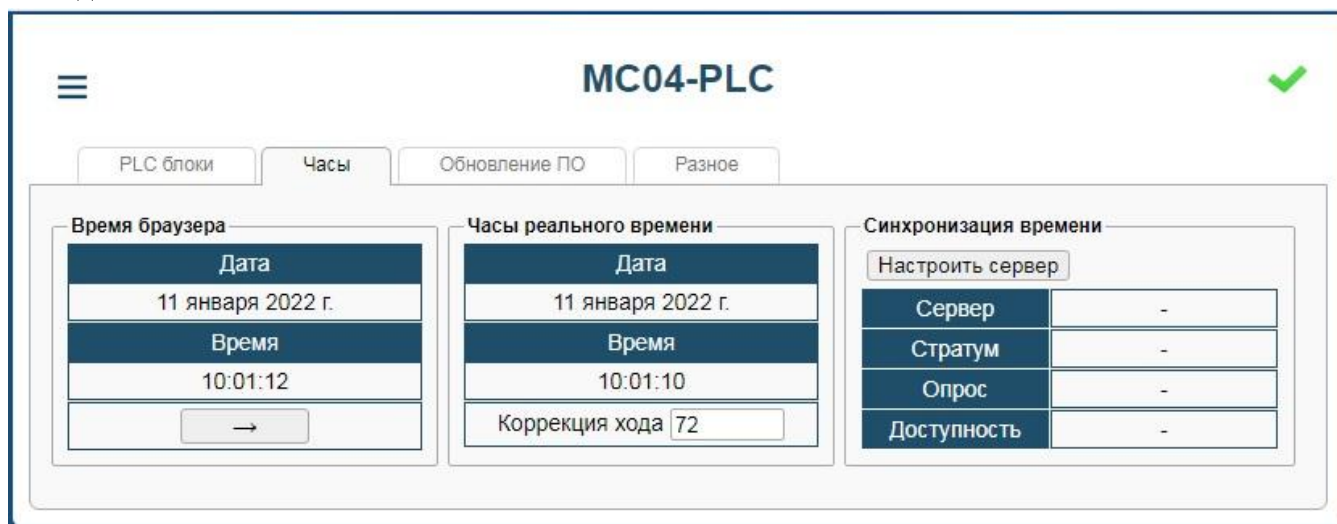 MC04-PLC
PLC блоки Часы Обновление ПО Разное
Время браузера
Дата
11 января 2022 г.
Время
10:01:12
→
Часы реального времени
Дата
11 января 2022 г.
Время
10:01:10
Коррекция хода 72
Синхронизация времени
Настроить сервер
Сервер -
Стратум -
Опрос -
Доступность -